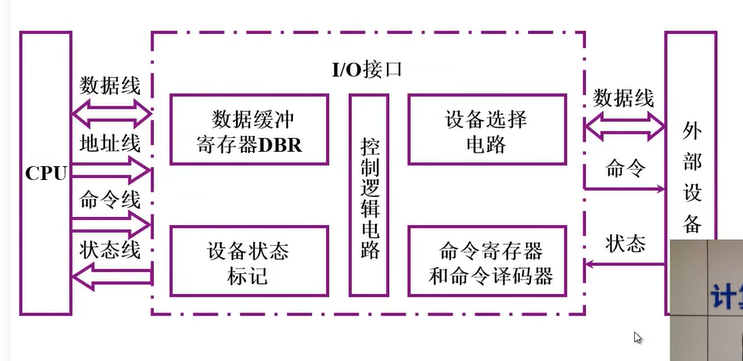 I/O接口
CPU
数据线
地址线
命令线
状态线
数据缓冲
寄存器DBR
设备状态
标记
控制逻辑电路
设备选择
电路
命令寄存器
和命令译码器
数据线
命令
状态
外部设备